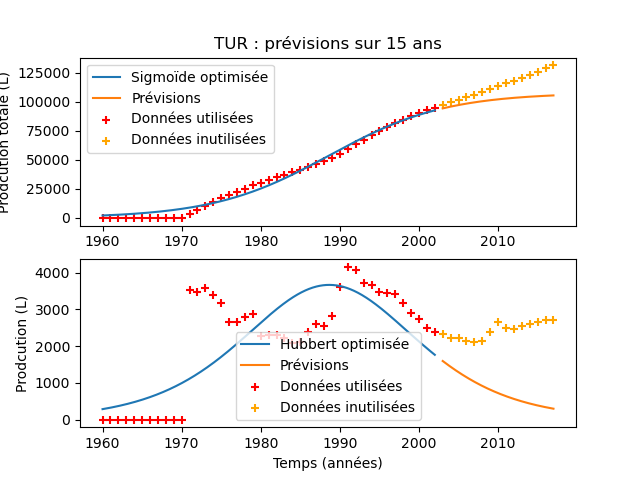 TUR : prévisions sur 15 ans
Prodcution totale (L)
125000
100000
75000
50000
25000
0
Sigmoïde optimisée
Prévisions
Données utilisées
Données inutilisées
1960 1970 1980 1990 2000 2010
Prodcution (L)
4000
3000
2000
1000
0
Hubbert optimisée
Prévisions
Données utilisées
Données inutilisées
1960 1970 1980 1990 2000 2010
Temps (années)